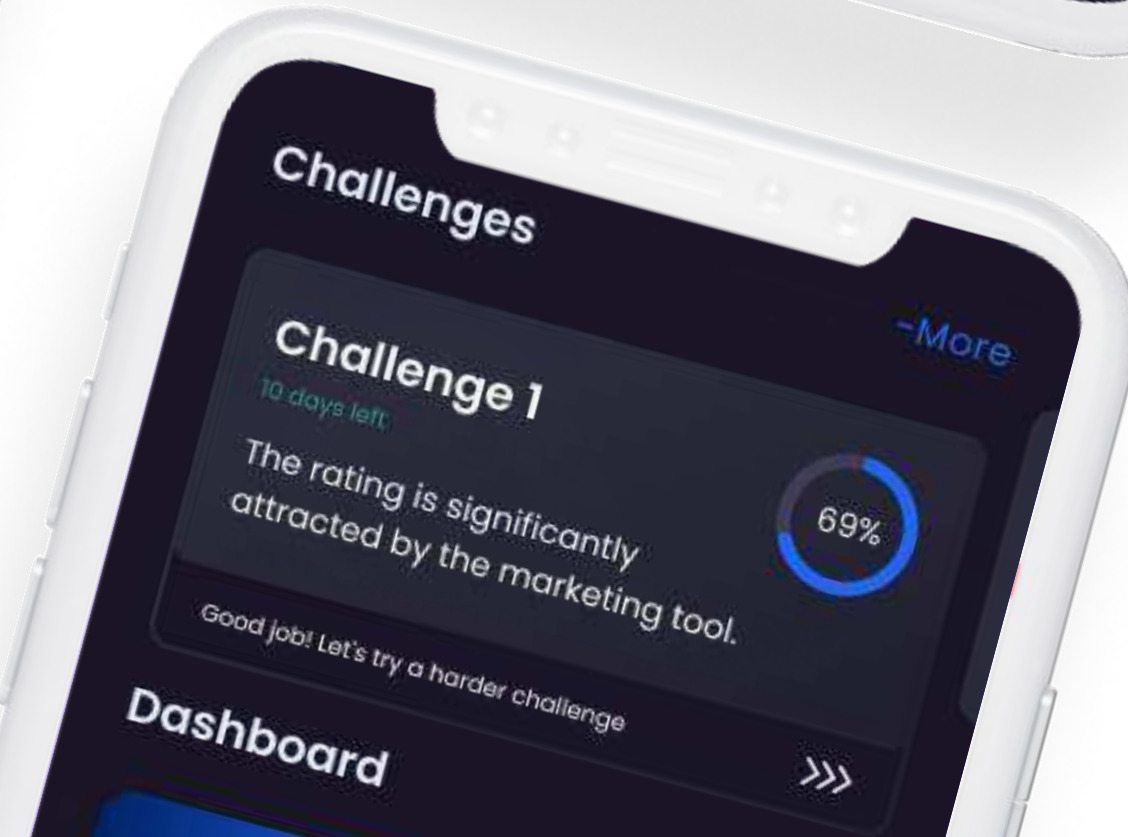 Challenges
-More
Challenge 1
10 days left
The rating is significantly
attracted by the marketing tool.
69%
Good job! Let's try a harder challenge
Dashboard